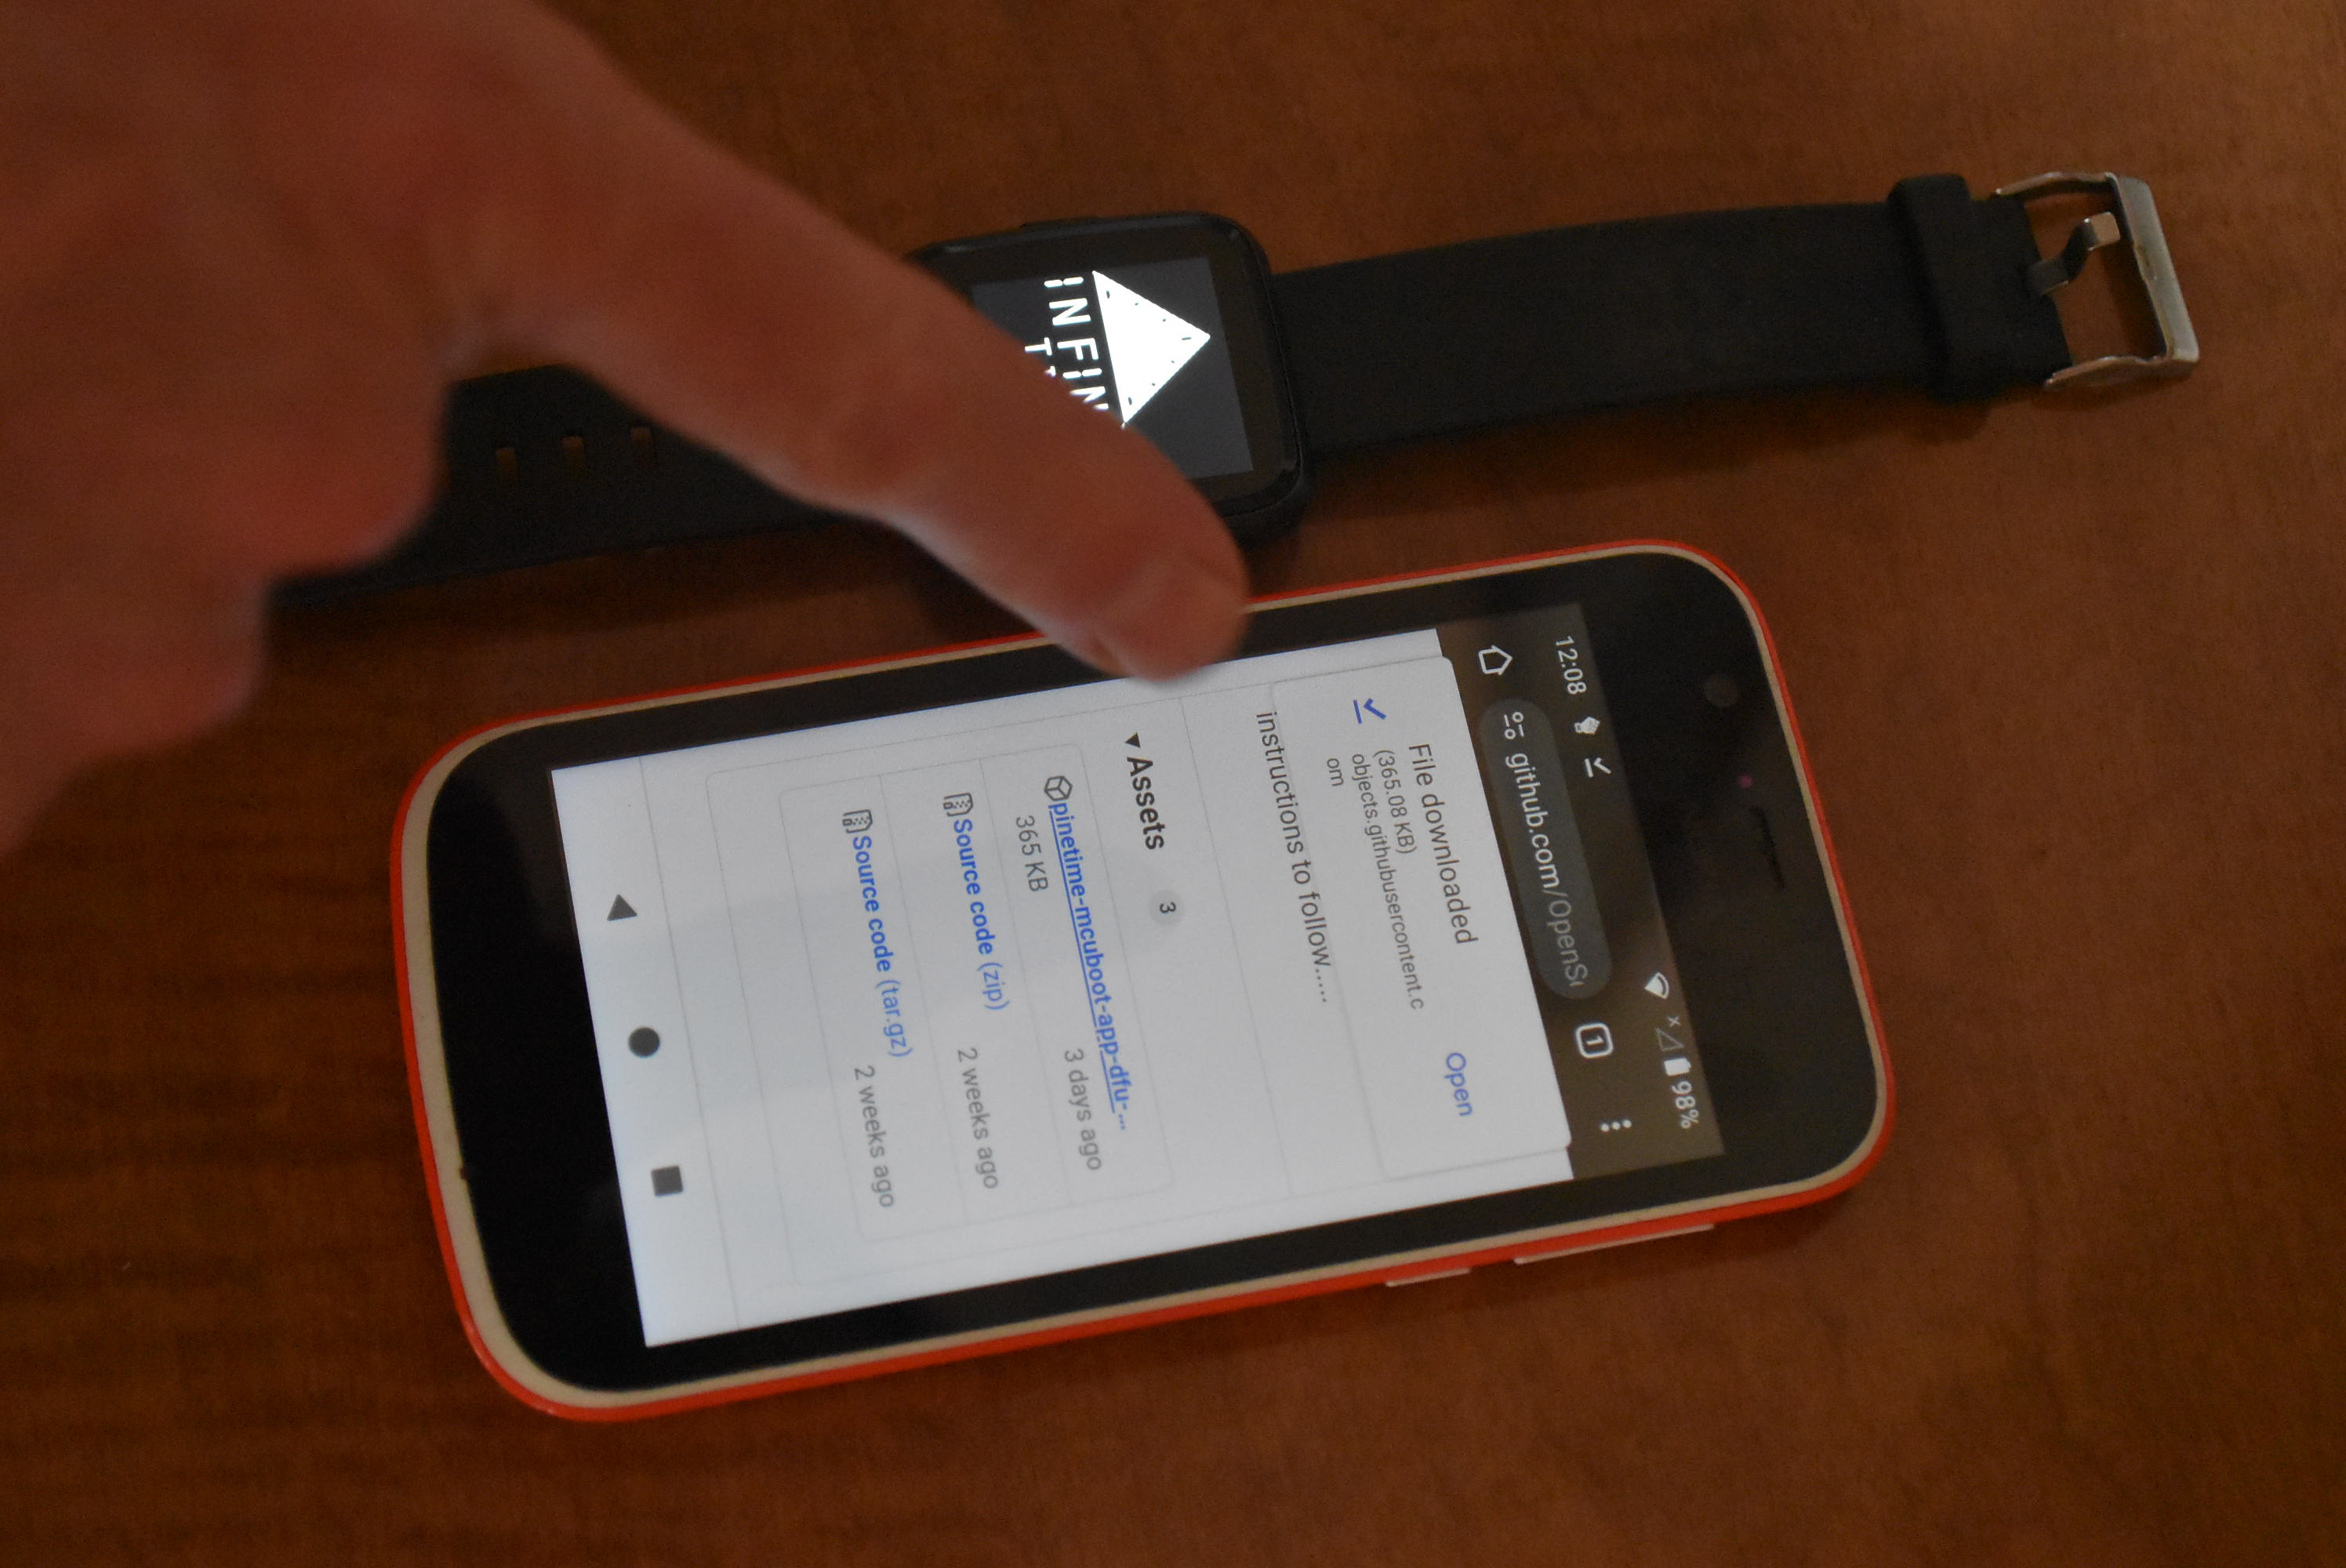 INFIN
T
12:08
98%
github.com/OpenS
1
File downloaded
(365.08 KB)
objects.githubusercontent.c
om
Open
instructions to follow.....
Assets 3
pinetime-mcuboot-app-dfu-...
365 KB
3 days ago
Source code (zip)
2 weeks ago
Source code (tar.gz)
2 weeks ago